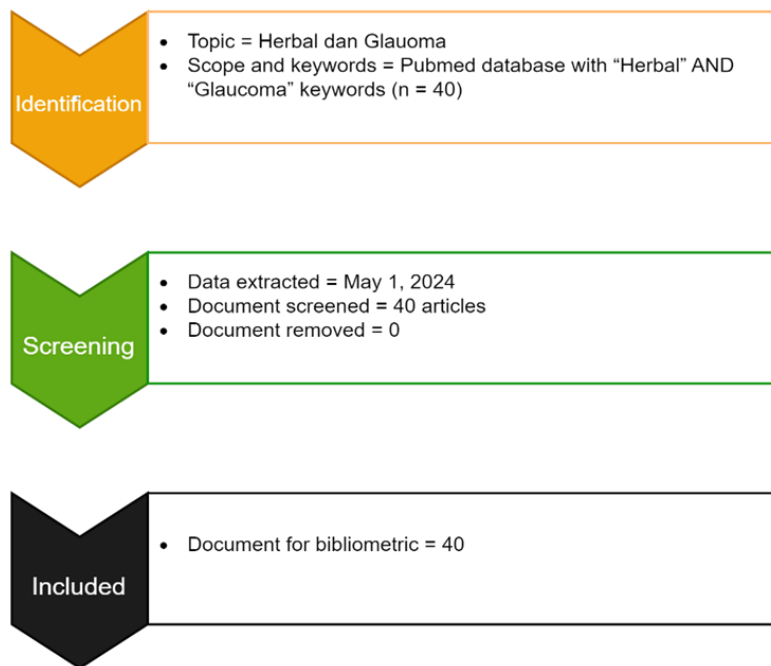 Identification
• Topic = Herbal dan Glauoma
• Scope and keywords = Pubmed database with “Herbal” AND
“Glaucoma” keywords (n = 40)
Screening
• Data extracted = May 1, 2024
• Document screened = 40 articles
• Document removed = 0
Included
• Document for bibliometric = 40